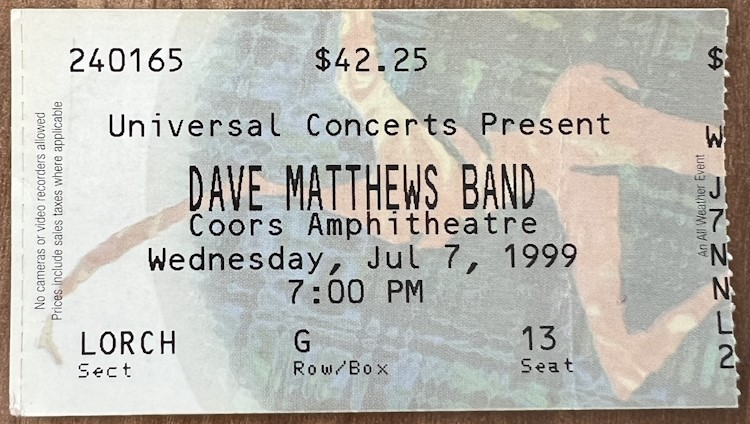 240165 $42.25
Universal Concerts Present
DAVE MATTHEWS BAND
Coors Amphitheatre
Wednesday, Jul 7, 1999
7:00 PM
LORCH G 13
Sect Row/Box Seat
No cameras or video recorders allowed
Prices include sales taxes where applicable
An All Weather Event
$
W
J
7
N
N
L
2